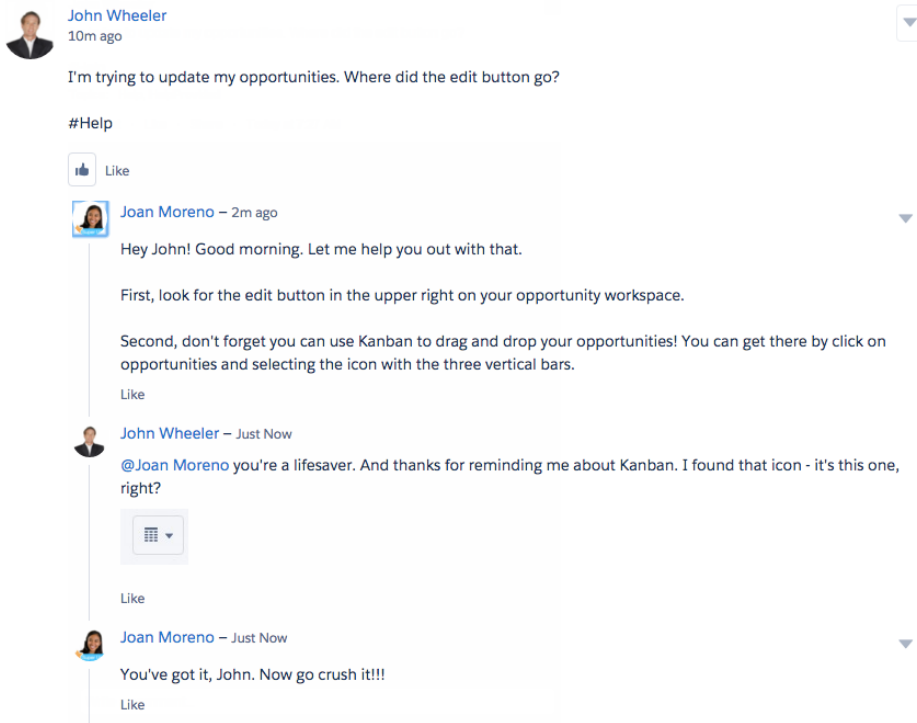 John Wheeler
10m ago
I'm trying to update my opportunities. Where did the edit button go?
#Help
Like
Joan Moreno – 2m ago
Hey John! Good morning. Let me help you out with that.
First, look for the edit button in the upper right on your opportunity workspace.
Second, don't forget you can use Kanban to drag and drop your opportunities! You can get there by click on
opportunities and selecting the icon with the three vertical bars.
Like
John Wheeler – Just Now
@Joan Moreno you're a lifesaver. And thanks for reminding me about Kanban. I found that icon - it's this one,
right?
Like
Joan Moreno – Just Now
You've got it, John. Now go crush it!!!
Like